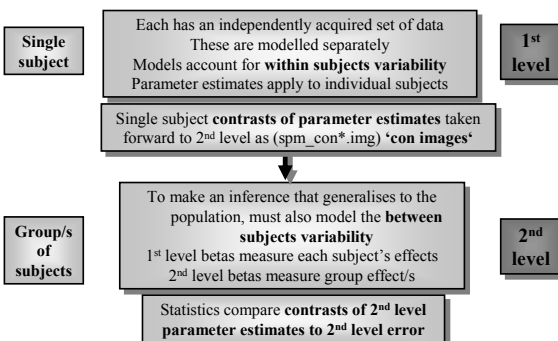 Single
subject
Each has an independently acquired set of data
These are modelled separately
Models account for within subjects variability
Parameter estimates apply to individual subjects
1st
level
Single subject contrasts of parameter estimates taken
forward to 2nd level as (spm_con*.img) ‘con images‘
Group/s
of
subjects
To make an inference that generalises to the
population, must also model the between
subjects variability
1st level betas measure each subject’s effects
2nd level betas measure group effect/s
2nd
level
Statistics compare contrasts of 2nd level
parameter estimates to 2nd level error